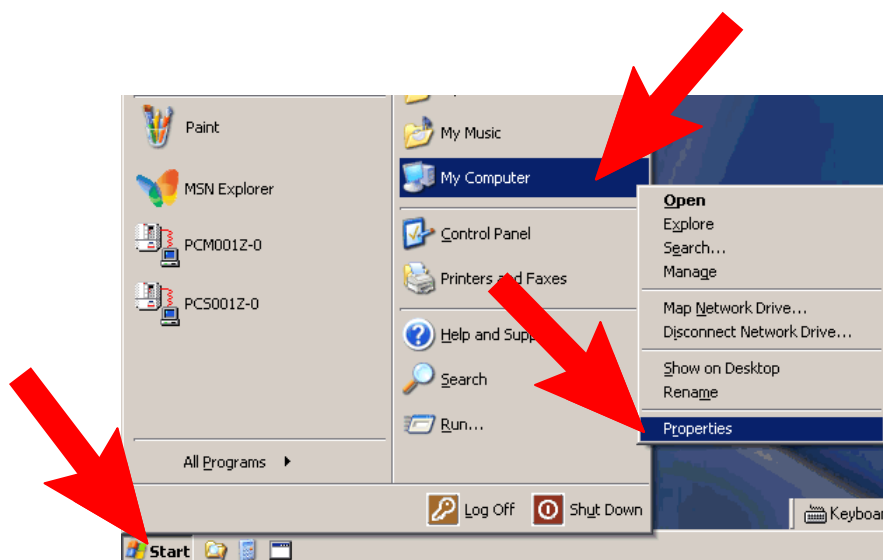 Paint
MSN Explorer
PCM001Z-0
PCS001Z-0
All Programs
My Music
My Computer
Control Panel
Printers and Faxes
Help and Supp
Search
Run...
Log Off
Shut Down
Open
Explore
Search...
Manage
Map Network Drive...
Disconnect Network Drive...
Show on Desktop
Rename
Properties
Start
Keyboar